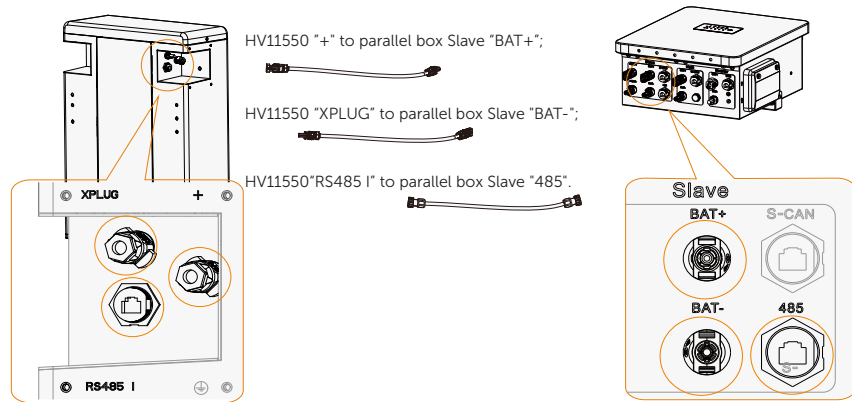 HV11550 "+" to parallel box Slave "BAT+";
HV11550 "XPLUG" to parallel box Slave "BAT-";
HV11550"RS485 I" to parallel box Slave "485".
XPLUG +
RS485 I
Slave
BAT+ S-CAN
BAT- 485
S-